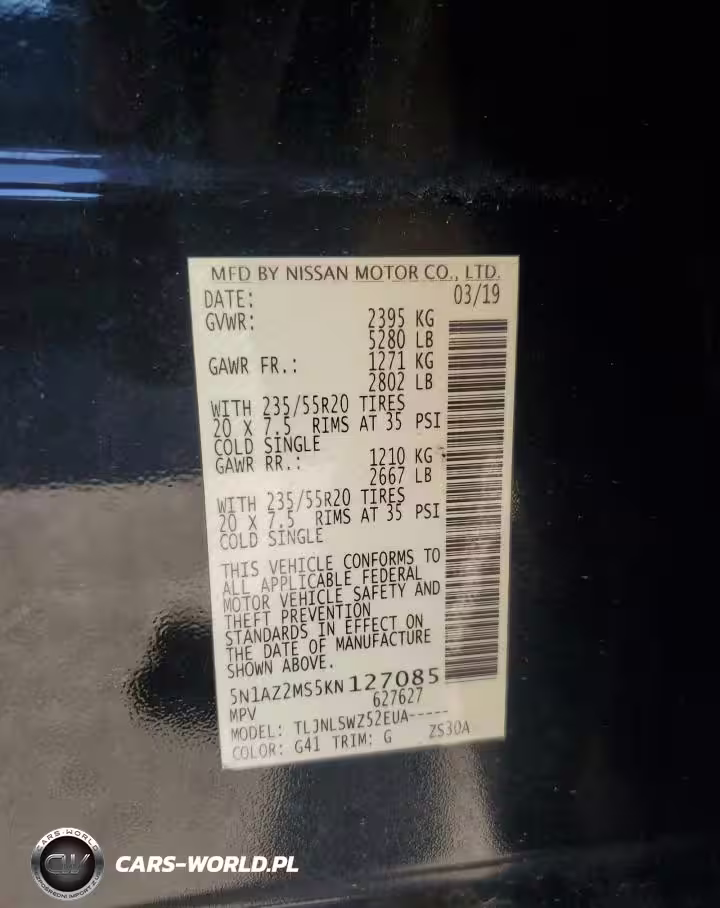 MFD BY NISSAN MOTOR CO., LTD.
DATE: 03/19
GVWR: 2395 KG
5280 LB
GAWR FR.: 1271 KG
2802 LB
WITH 235/55R20 TIRES
20 X 7.5 RIMS AT 35 PSI
COLD SINGLE
GAWR RR.: 1210 KG
2667 LB
WITH 235/55R20 TIRES
20 X 7.5 RIMS AT 35 PSI
COLD SINGLE
THIS VEHICLE CONFORMS TO
ALL APPLICABLE FEDERAL
MOTOR VEHICLE SAFETY AND
THEFT PREVENTION
STANDARDS IN EFFECT ON
THE DATE OF MANUFACTURE
SHOWN ABOVE.
5N1AZ2MS5KN127085
MPV 627627
MODEL: TLJNLSWZ52EUA-----
COLOR: G41 TRIM: G ZS30A
CARS-WORLD
CW
CARS-WORLD.PL